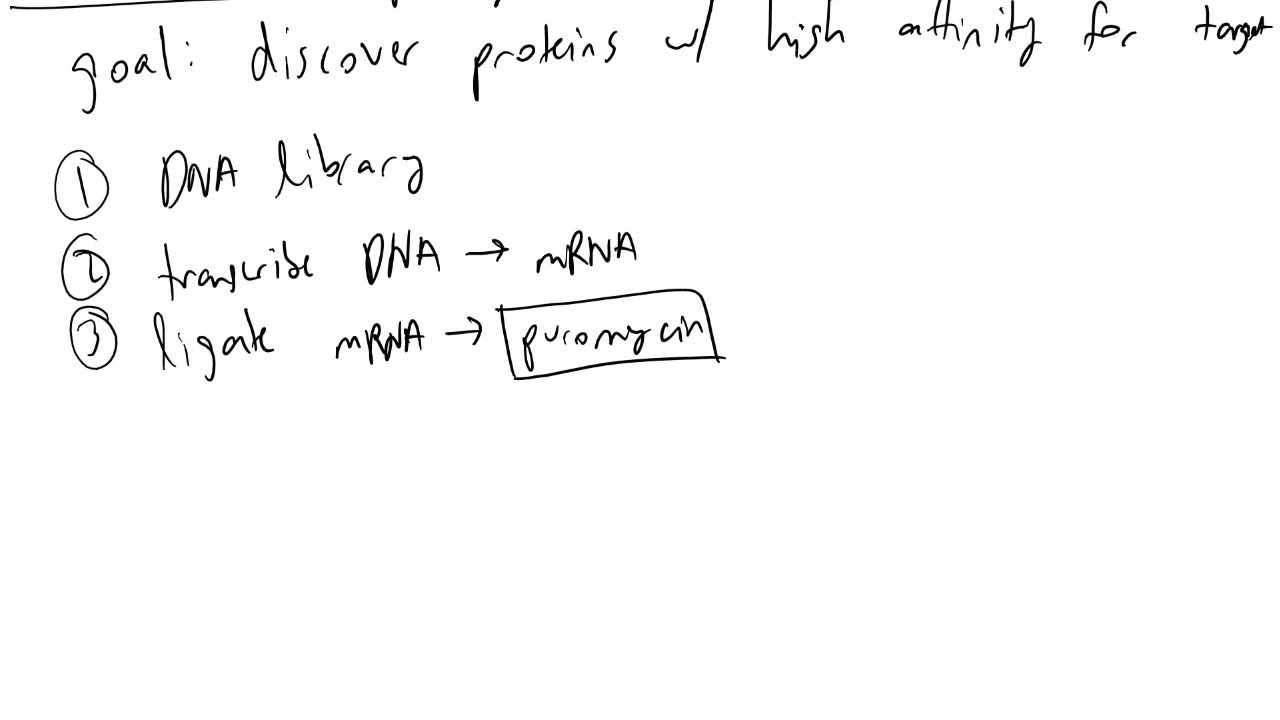 goal: discover proteins w/ high affinity for target
① DNA library
② transcribe DNA → mRNA
③ ligate mRNA → puromycin